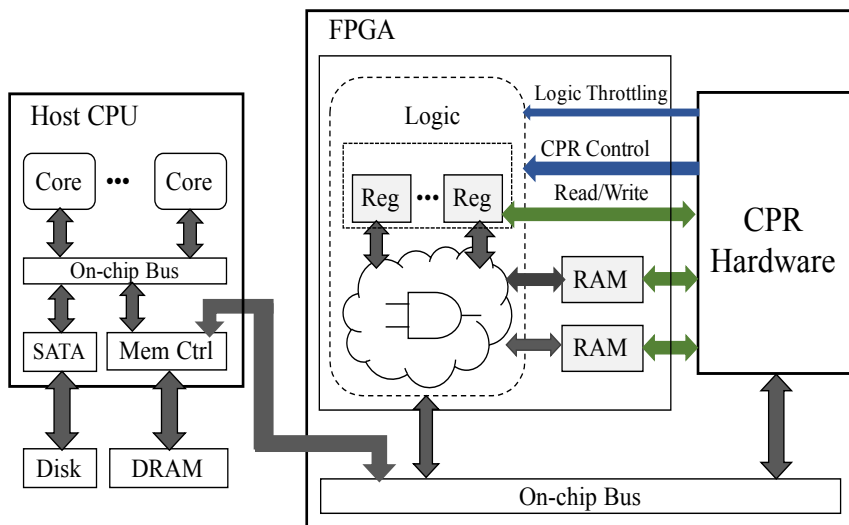 FPGA
Host CPU
Core
•••
Core
On-chip Bus
SATA
Mem Ctrl
Disk
DRAM
Logic
Reg
•••
Reg
Logic Throttling
CPR Control
Read/Write
RAM
RAM
CPR
Hardware
On-chip Bus